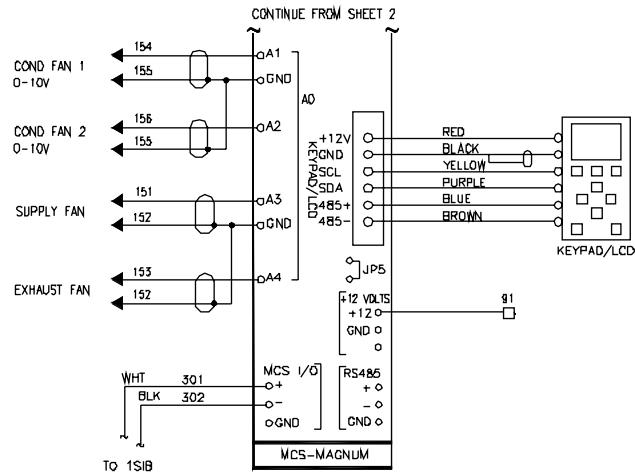 CONTINUE FROM SHEET 2
COND FAN 1
0-10V
154
155
A1
GND
COND FAN 2
0-10V
156
155
A2
AO
SUPPLY FAN
151
152
A3
GND
EXHAUST FAN
153
152
A4
KEYPAD/LCD
+12V
GND
SCL
SDA
485+
485-
RED
BLACK
YELLOW
PURPLE
BLUE
BROWN
KEYPAD/LCD
JP5
+12 VOLTS
+12
GND
91
MCS I/O
+
-
GND
RS485
+
-
GND
WHT 301
BLK 302
TO 1SIB
MCS-MAGNUM